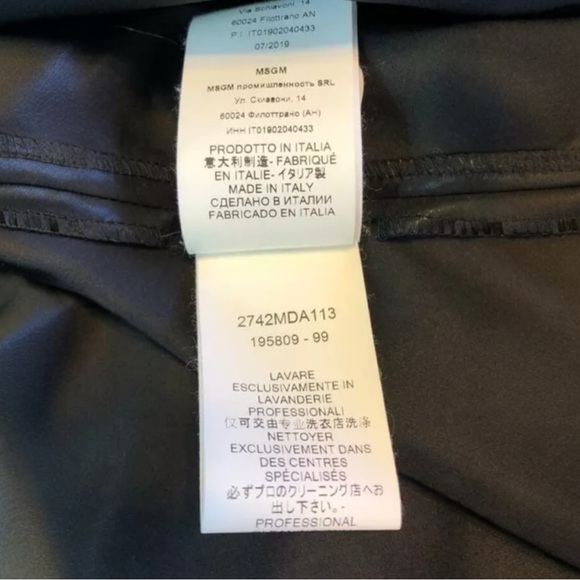 Via Schiavoni, 14
60024 Filottrano AN
P.I. IT01902040433
07/2019
MSGM
MSGM промышленность SRL
Ул. Скиавони, 14
60024 Филоттрано (АН)
ИНН IT01902040433
PRODOTTO IN ITALIA
意大利制造- FABRIQUÉ
EN ITALIE- イタリア製
MADE IN ITALY
СДЕЛАНО В ИТАЛИИ
FABRICADO EN ITALIA
2742MDA113
195809 - 99
LAVARE
ESCLUSIVAMENTE IN
LAVANDERIE
PROFESSIONALI
仅可交由专业洗衣店洗涤
NETTOYER
EXCLUSIVEMENT DANS
DES CENTRES
SPÉCIALISÉS
必ずプロのクリーニング店へお
出し下さい。-
PROFESSIONAL